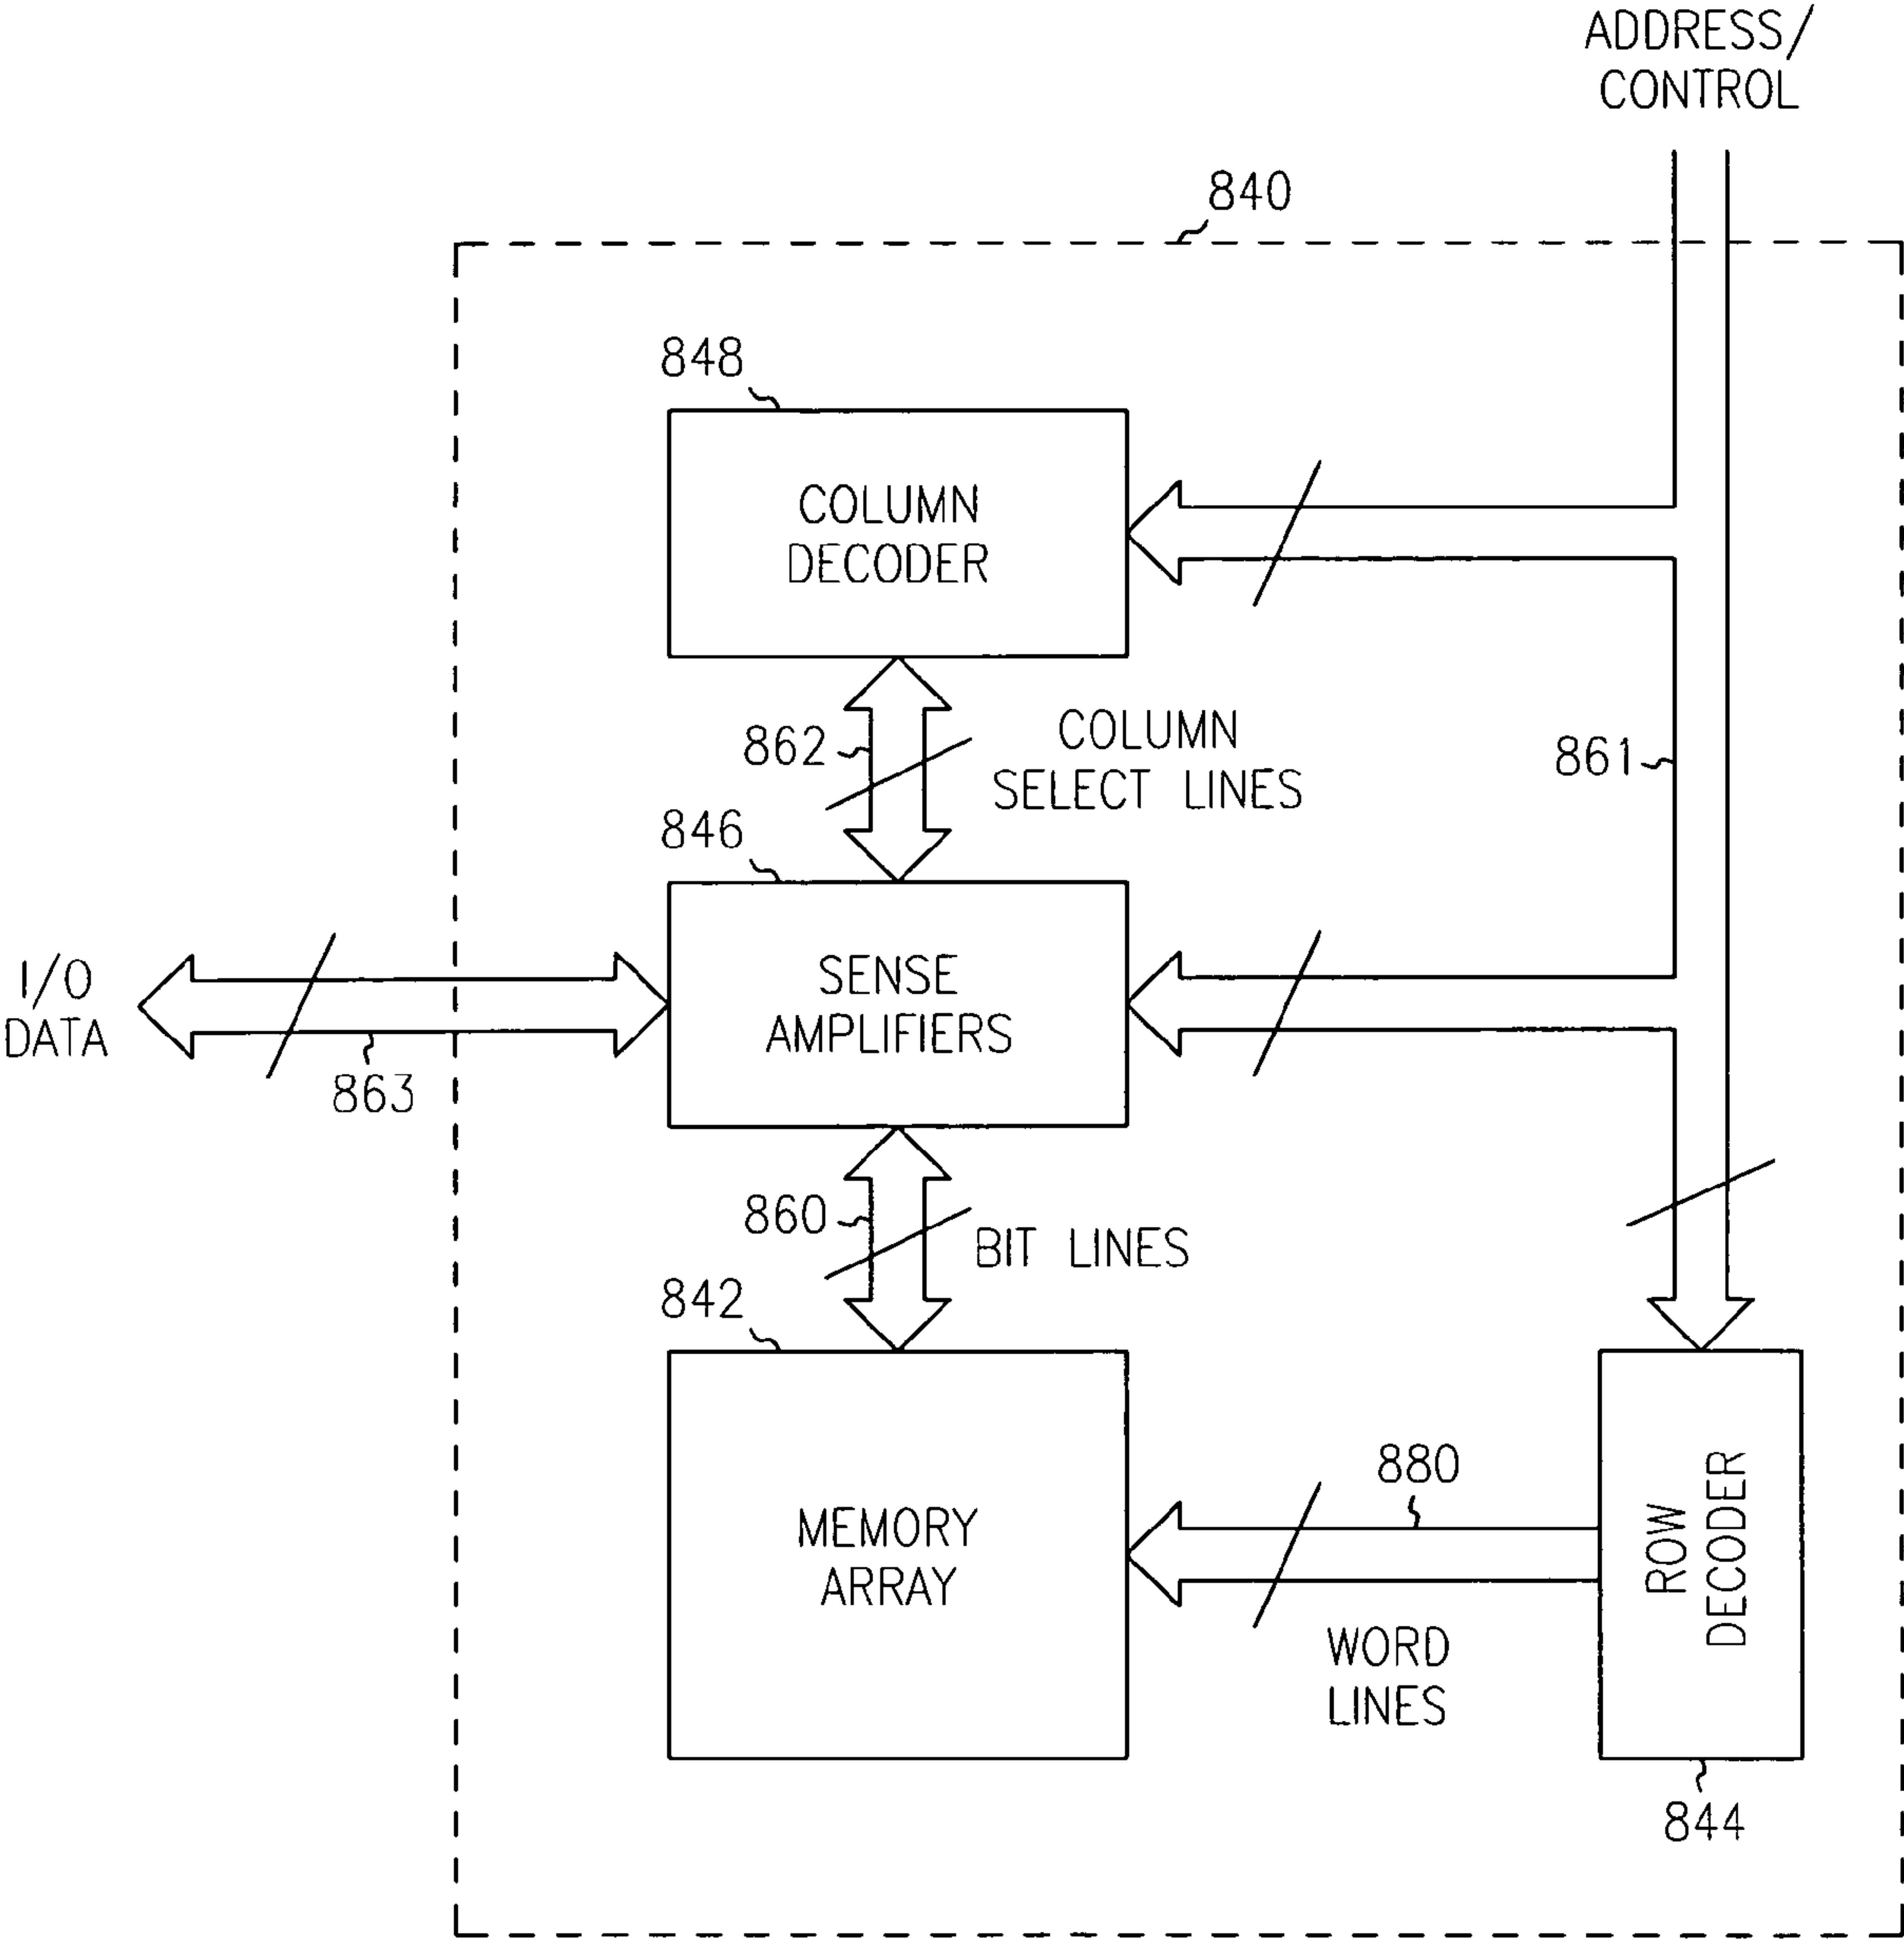 ADDRESS/
CONTROL
840
848
COLUMN
DECODER
862
COLUMN
SELECT LINES
861
846
I/O
DATA
SENSE
AMPLIFIERS
863
860
BIT LINES
842
880
MEMORY
ARRAY
ROW
DECODER
WORD
LINES
844